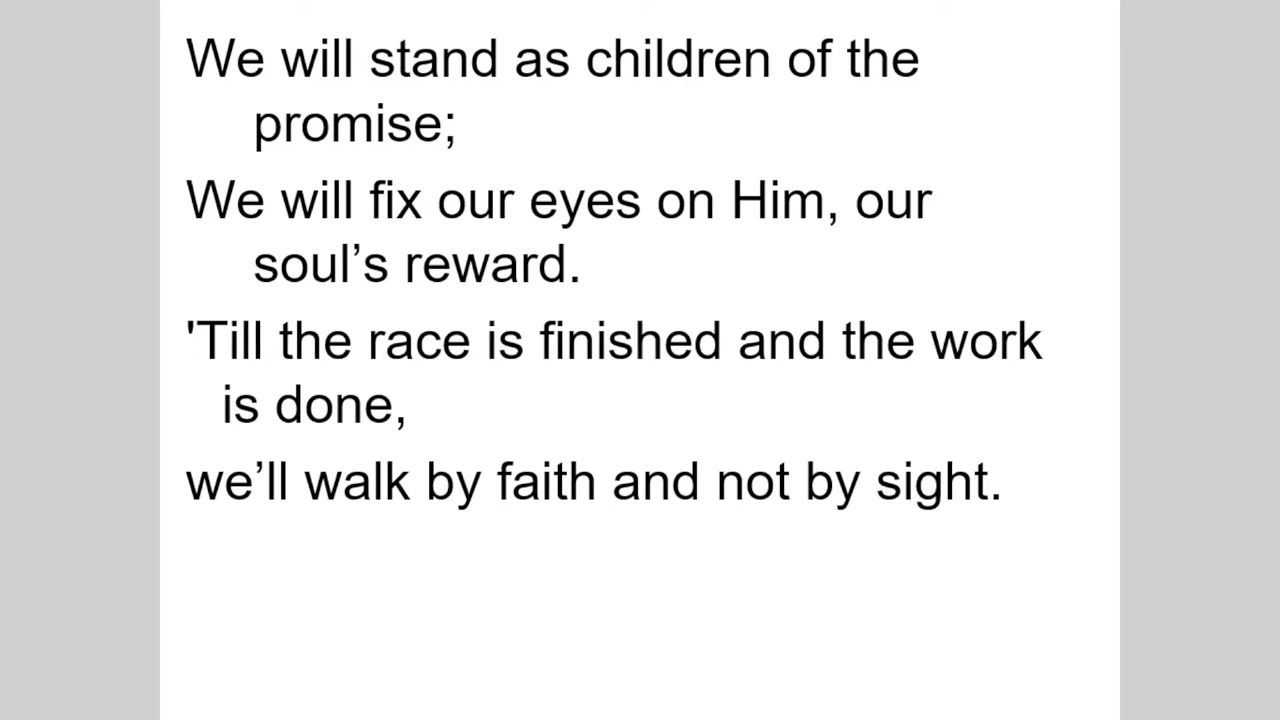 We will stand as children of the
promise;
We will fix our eyes on Him, our
soul’s reward.
'Till the race is finished and the work
is done,
we’ll walk by faith and not by sight.